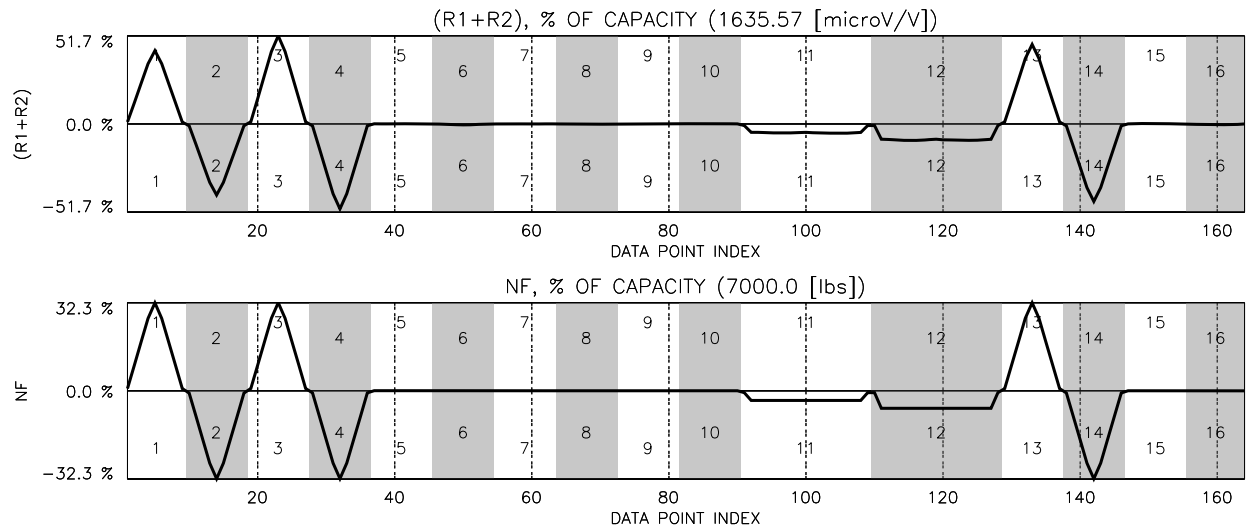 (R1+R2), % OF CAPACITY (1635.57 [microV/V])
51.7 %
0.0 %
−51.7 %
(R1+R2)
1 2 3 4 5 6 7 8 9 10 11 12 13 14 15 16
1 2 3 4 5 6 7 8 9 10 11 12 13 14 15 16
20 40 60 80 100 120 140 160
DATA POINT INDEX
NF, % OF CAPACITY (7000.0 [lbs])
32.3 %
0.0 %
−32.3 %
NF
1 2 3 4 5 6 7 8 9 10 11 12 13 14 15 16
1 2 3 4 5 6 7 8 9 10 11 12 13 14 15 16
20 40 60 80 100 120 140 160
DATA POINT INDEX